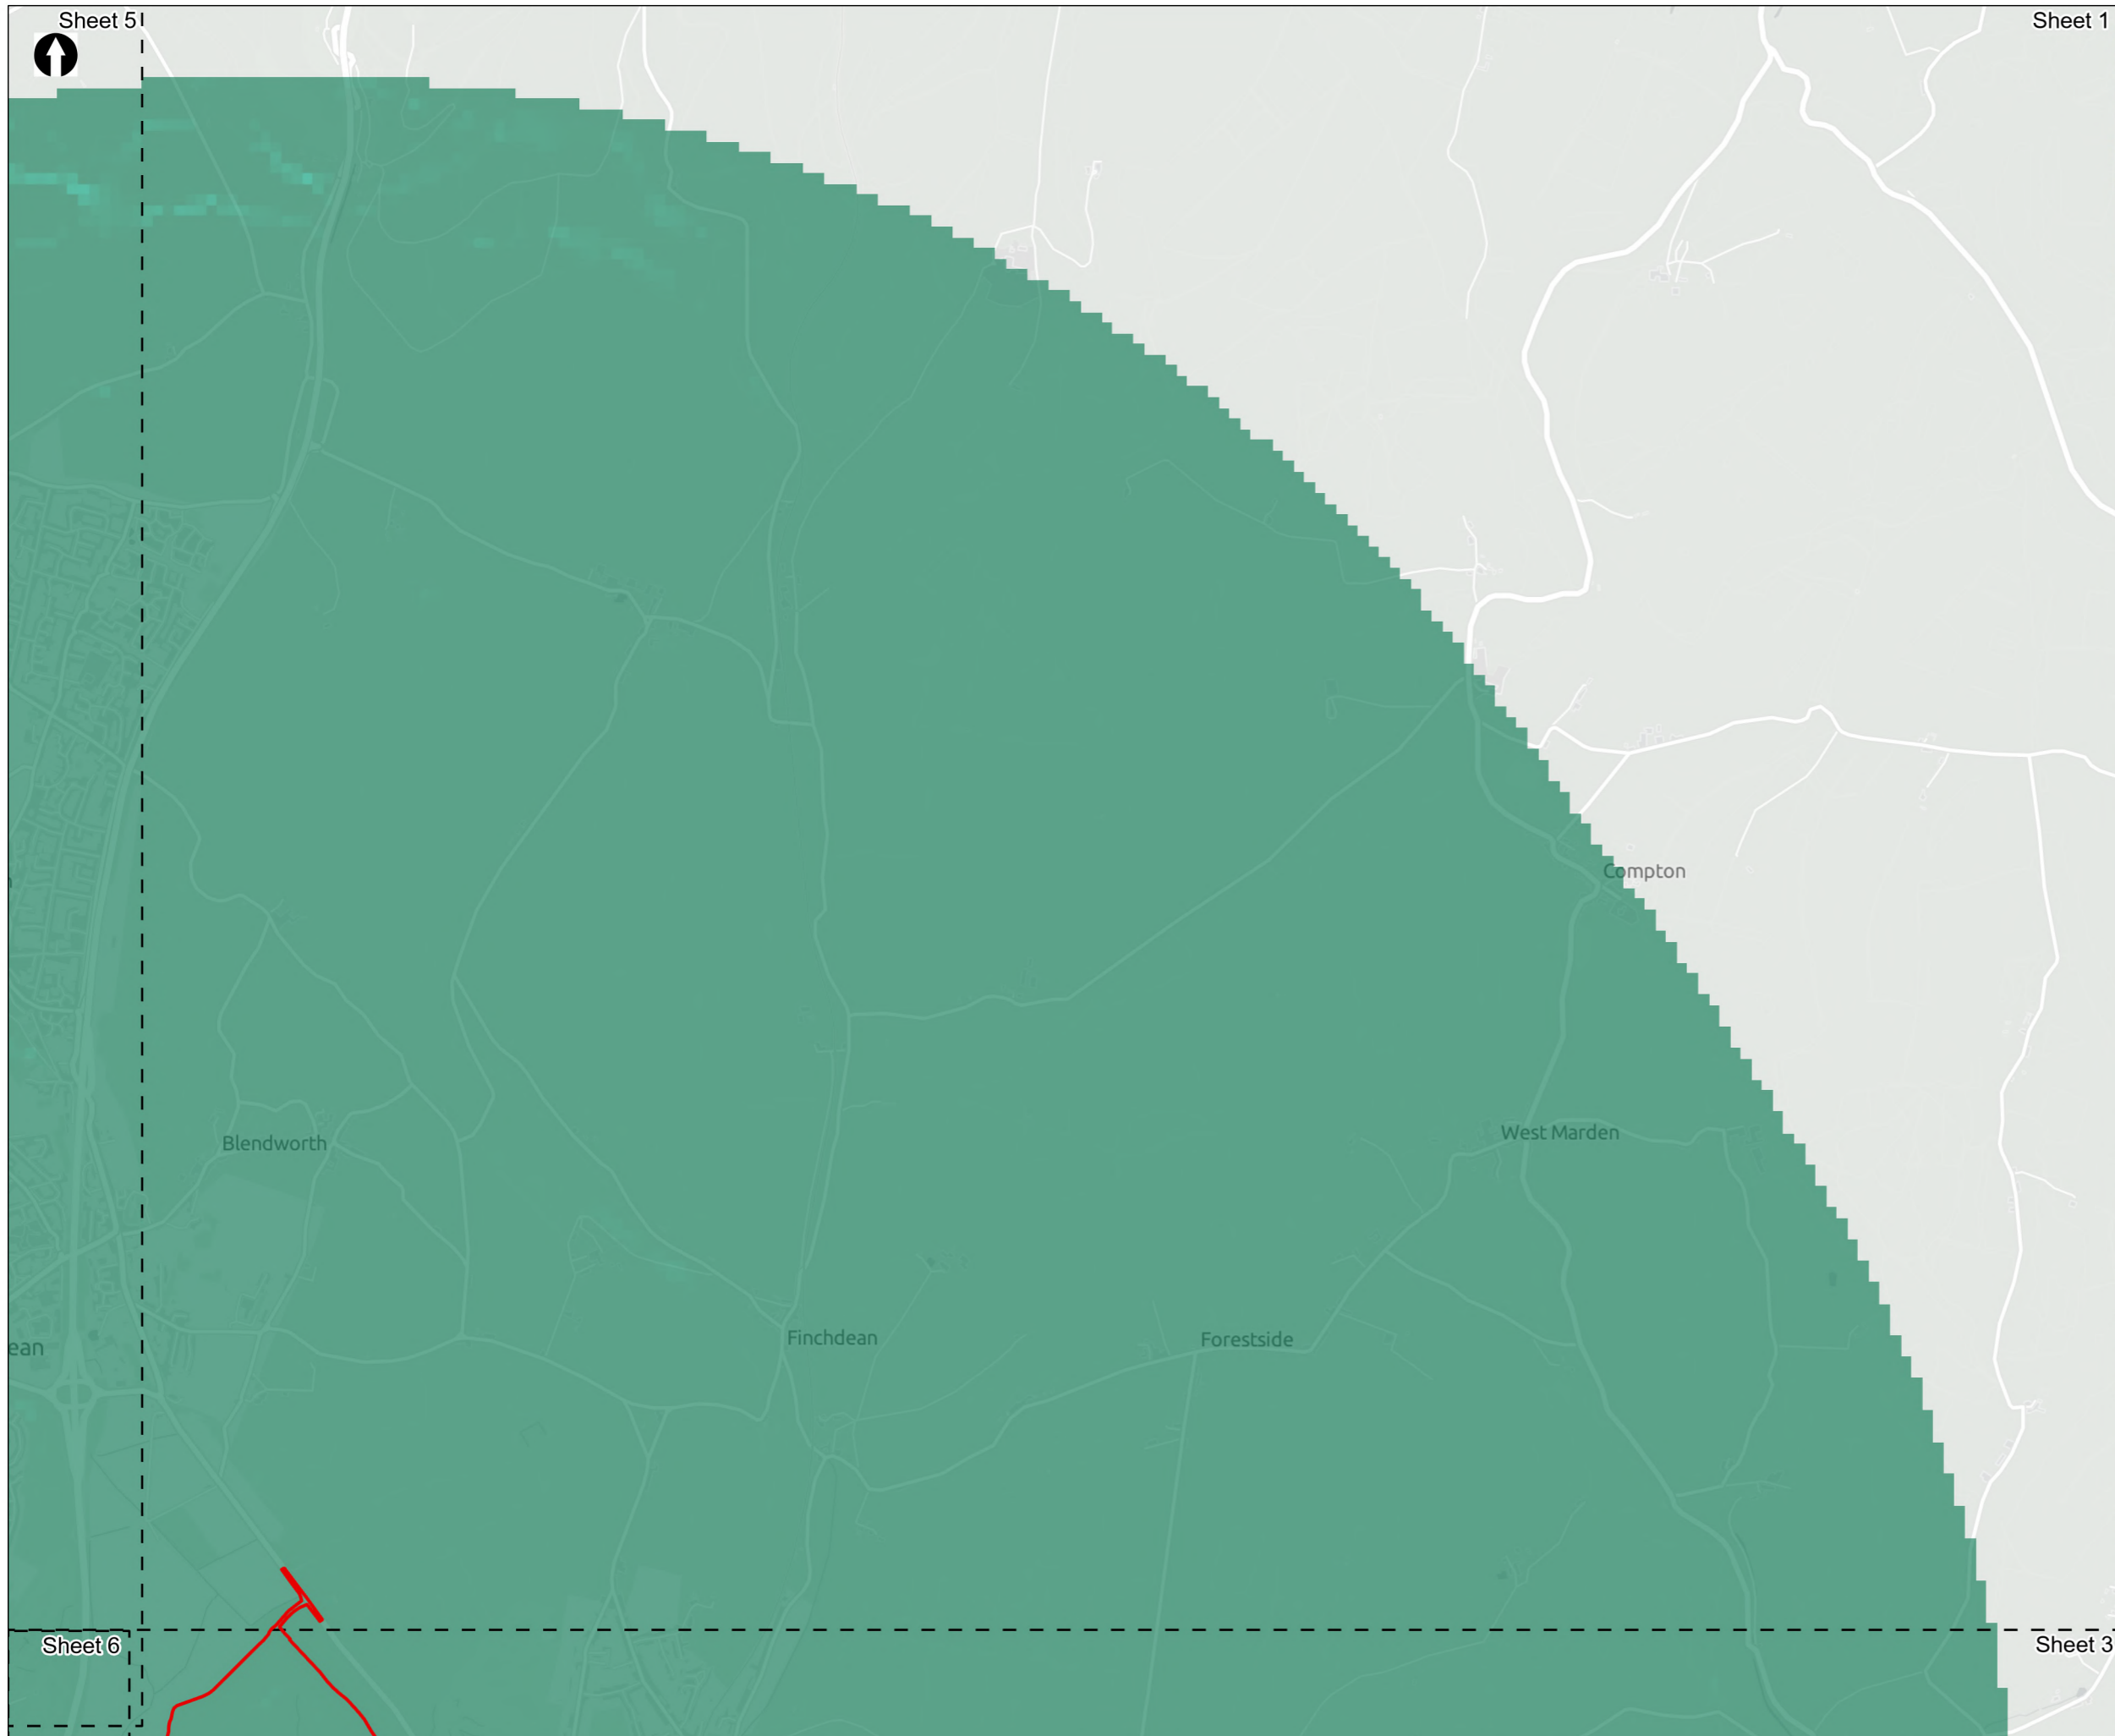 Sheet 5
Sheet 1
Compton
West Marden
Blendworth
Finchdean
Forestside
ean
Sheet 6
Sheet 3